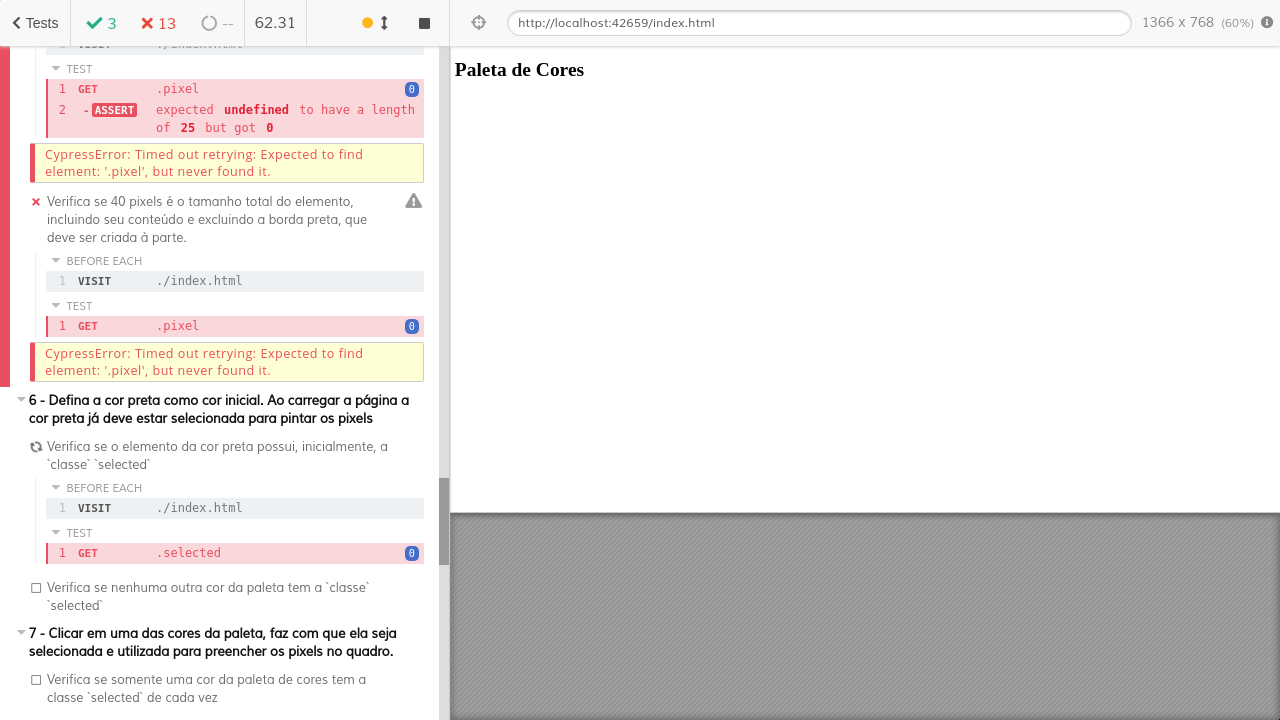 Tests
3
13
--
62.31
http://localhost:42659/index.html
1366 x 768 (60%)
TEST
1 GET .pixel 0
2 -ASSERT expected undefined to have a length
of 25 but got 0
CypressError: Timed out retrying: Expected to find
element: '.pixel', but never found it.
Verifica se 40 pixels é o tamanho total do elemento,
incluindo seu conteúdo e excluindo a borda preta, que
deve ser criada à parte.
BEFORE EACH
1 VISIT ./index.html
TEST
1 GET .pixel 0
CypressError: Timed out retrying: Expected to find
element: '.pixel', but never found it.
6 - Defina a cor preta como cor inicial. Ao carregar a página a
cor preta já deve estar selecionada para pintar os pixels
Verifica se o elemento da cor preta possui, inicialmente, a
`classe` `selected`
BEFORE EACH
1 VISIT ./index.html
TEST
1 GET .selected 0
Verifica se nenhuma outra cor da paleta tem a `classe`
`selected`
7 - Clicar em uma das cores da paleta, faz com que ela seja
selecionada e utilizada para preencher os pixels no quadro.
Verifica se somente uma cor da paleta de cores tem a
classe `selected` de cada vez
Paleta de Cores